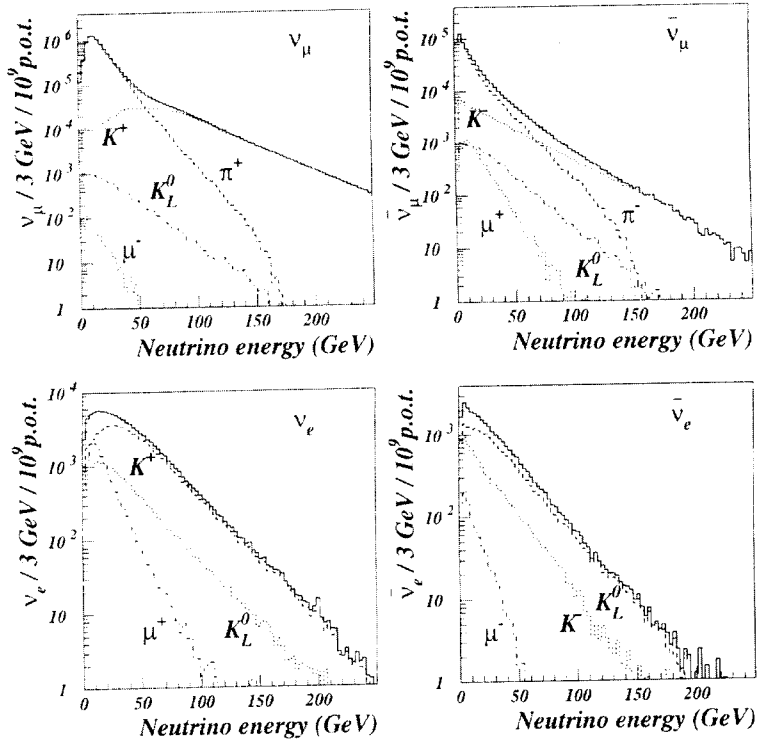 ν_μ / 3 GeV / 10^9 p.o.t.
10^6
10^5
10^4
10^3
10^2
10
1
ν_μ
K^+
π^+
K_L^0
μ^-
0 50 100 150 200
Neutrino energy (GeV)
ν̄_μ / 3 GeV / 10^9 p.o.t.
10^5
10^4
10^3
10^2
10
1
ν̄_μ
K^-
μ^+
π^-
K_L^0
0 50 100 150 200
Neutrino energy (GeV)
ν_e / 3 GeV / 10^9 p.o.t.
10^4
10^3
10^2
10
1
ν_e
K^+
μ^+
K_L^0
0 50 100 150 200
Neutrino energy (GeV)
ν̄_e / 3 GeV / 10^9 p.o.t.
10^3
10^2
10
1
ν̄_e
K_L^0
K^-
μ^-
0 50 100 150 200
Neutrino energy (GeV)